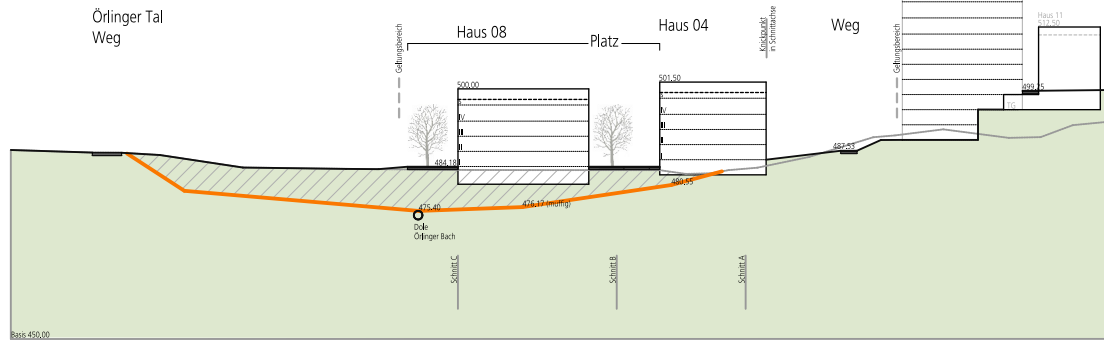 Örlinger Tal
Weg
Geltungsbereich
Haus 08
Platz
Haus 04
Knickpunkt
in Schnittachse
Weg
Geltungsbereich
Haus 11
512,50
500,00
501,50
499,25
TG
IV
III
II
I
IV
III
II
I
484,18
487,53
480,55
475,40
476,17 (muffig)
Dole
Örlinger Bach
Schnitt C
Schnitt B
Schnitt A
Basis 450,00